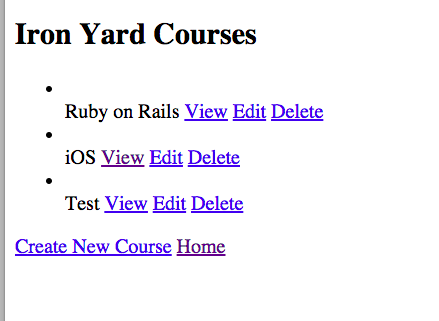 Iron Yard Courses
Ruby on Rails View Edit Delete
iOS View Edit Delete
Test View Edit Delete
Create New Course Home